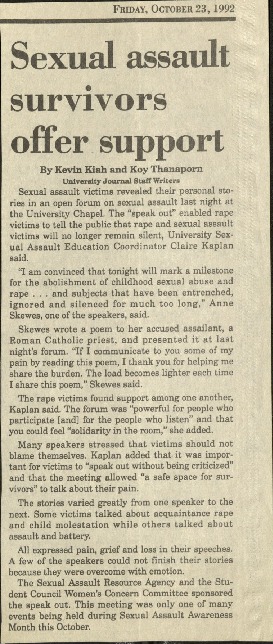 FRIDAY, OCTOBER 23, 1992
Sexual assault
survivors
offer support
By Kevin Kiah and Koy Thanaporn
University Journal Staff Writers
Sexual assault victims revealed their personal sto-
ries in an open forum on sexual assault last night at
the University Chapel. The "speak out" enabled rape
victims to tell the public that rape and sexual assault
victims will no longer remain silent, University Sex-
ual Assault Education Coordinator Claire Kaplan
said.
"I am convinced that tonight will mark a milestone
for the abolishment of childhood sexual abuse and
rape . . . and subjects that have been entrenched,
ignored and silenced for much too long," Anne
Skewes, one of the speakers, said.
Skewes wrote a poem to her accused assailant, a
Roman Catholic priest, and presented it at last
night's forum. "If I communicate to you some of my
pain by reading this poem, I thank you for helping me
share the burden. The load becomes lighter each time
I share this poem," Skewes said.
The rape victims found support among one another,
Kaplan said. The forum was "powerful for people who
participate [and] for the people who listen" and that
you could feel "solidarity in the room," she added.
Many speakers stressed that victims should not
blame themselves. Kaplan added that it was impor-
tant for victims to "speak out without being criticized"
and that the meeting allowed "a safe space for sur-
vivors" to talk about their pain.
The stories varied greatly from one speaker to the
next. Some victims talked about acquaintance rape
and child molestation while others talked about
assault and battery.
All expressed pain, grief and loss in their speeches.
A few of the speakers could not finish their stories
because they were overcome with emotion.
The Sexual Assault Resource Agency and the Stu-
dent Council Women's Concern Committee sponsored
the speak out. This meeting was only one of many
events being held during Sexual Assault Awareness
Month this October.